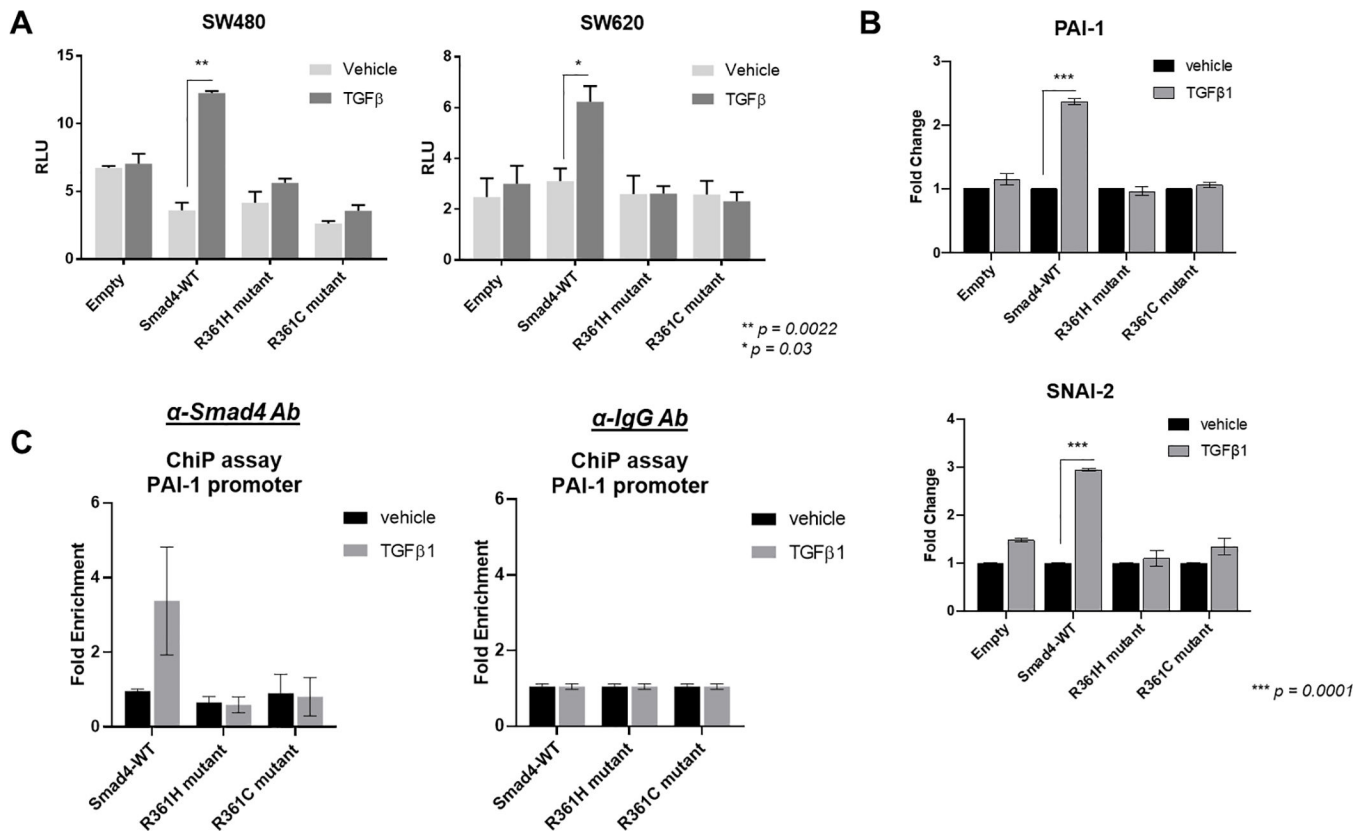 A
SW480
15
10
5
0
RLU
**
Vehicle
TGFβ
Empty
Smad4-WT
R361H mutant
R361C mutant
SW620
8
6
4
2
0
RLU
*
Vehicle
TGFβ
Empty
Smad4-WT
R361H mutant
R361C mutant
** p = 0.0022
* p = 0.03
B
PAI-1
3
2
1
0
Fold Change
***
vehicle
TGFβ1
Empty
Smad4-WT
R361H mutant
R361C mutant
SNAI-2
4
3
2
1
0
Fold Change
***
vehicle
TGFβ1
Empty
Smad4-WT
R361H mutant
R361C mutant
*** p = 0.0001
C
α-Smad4 Ab
ChiP assay
PAI-1 promoter
6
4
2
0
Fold Enrichment
vehicle
TGFβ1
Smad4-WT
R361H mutant
R361C mutant
α-IgG Ab
ChiP assay
PAI-1 promoter
6
4
2
0
Fold Enrichment
vehicle
TGFβ1
Smad4-WT
R361H mutant
R361C mutant